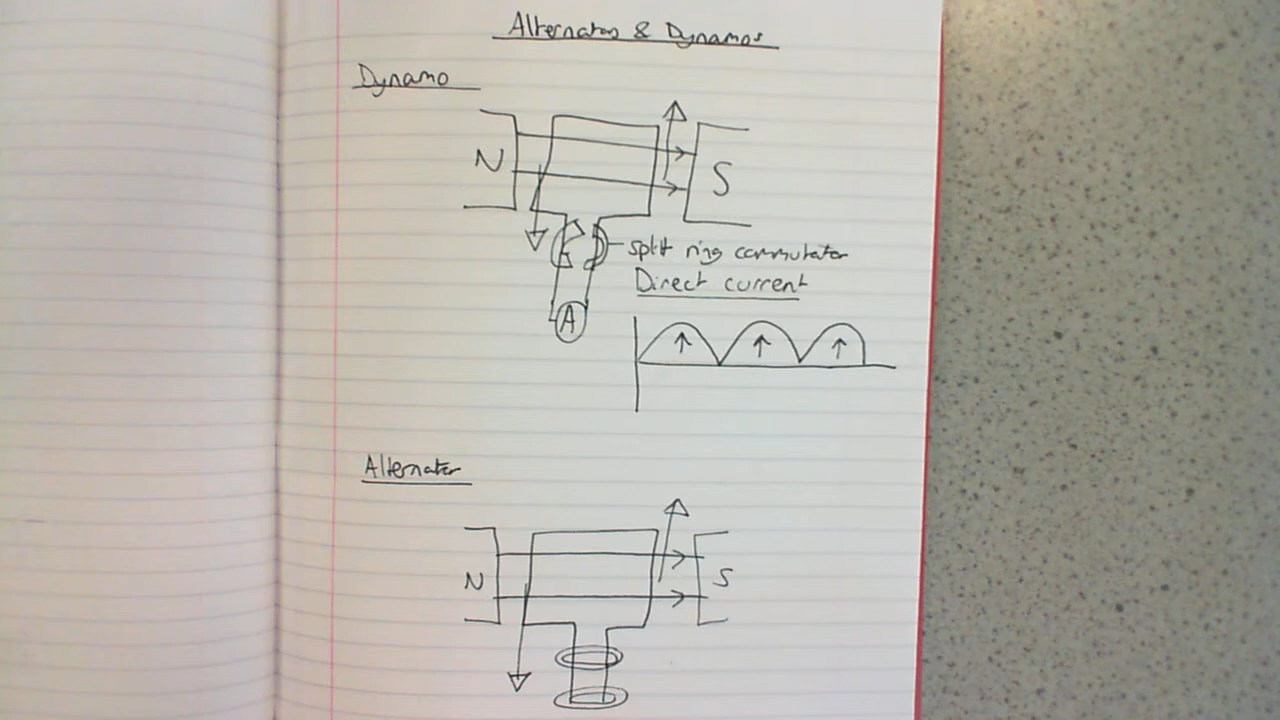 Alternators & Dynamos
Dynamo
N
S
split ring commutator
Direct current
A
Alternator
N
S